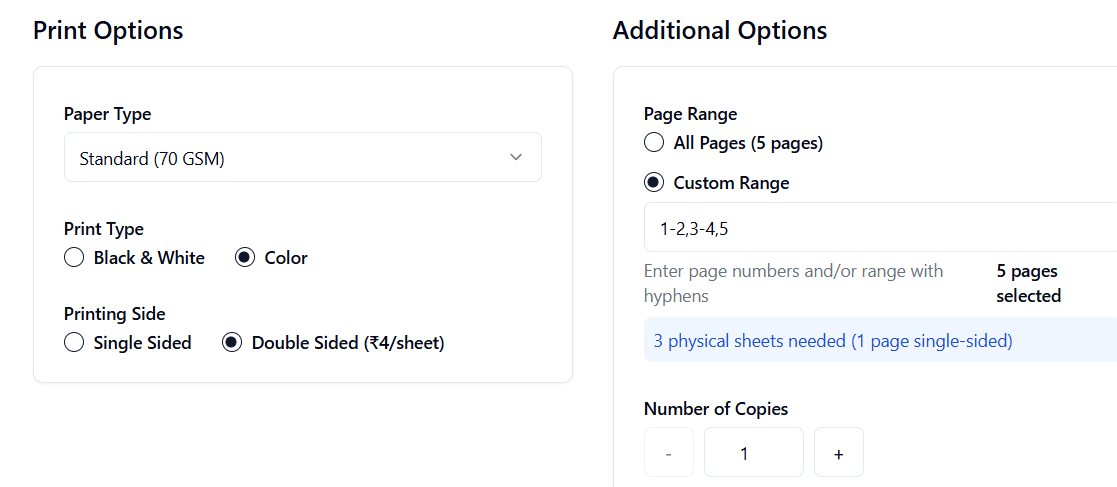 Print Options
Paper Type
Standard (70 GSM)
Print Type
Black & White
Color
Printing Side
Single Sided
Double Sided (₹4/sheet)
Additional Options
Page Range
All Pages (5 pages)
Custom Range
1-2,3-4,5
Enter page numbers and/or range with
hyphens
5 pages
selected
3 physical sheets needed (1 page single-sided)
Number of Copies
-
1
+